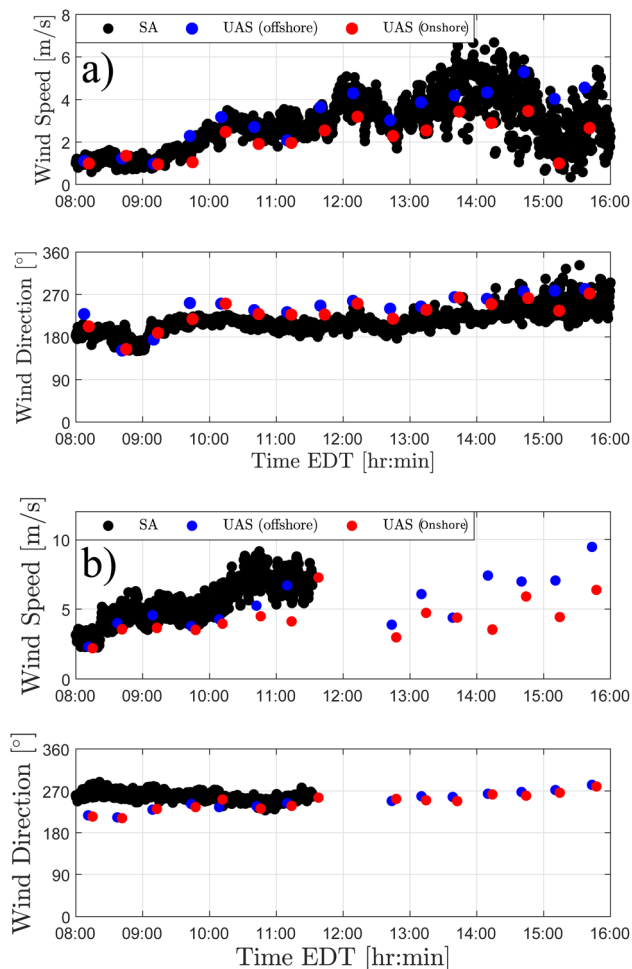 a)
SA UAS (offshore) UAS (Onshore)
Wind Speed [m/s]
8
6
4
2
0
08:00 09:00 10:00 11:00 12:00 13:00 14:00 15:00 16:00
Wind Direction [°]
360
270
180
90
0
08:00 09:00 10:00 11:00 12:00 13:00 14:00 15:00 16:00
Time EDT [hr:min]
b)
SA UAS (offshore) UAS (Onshore)
Wind Speed [m/s]
10
5
0
08:00 09:00 10:00 11:00 12:00 13:00 14:00 15:00 16:00
Wind Direction [°]
360
270
180
90
0
08:00 09:00 10:00 11:00 12:00 13:00 14:00 15:00 16:00
Time EDT [hr:min]